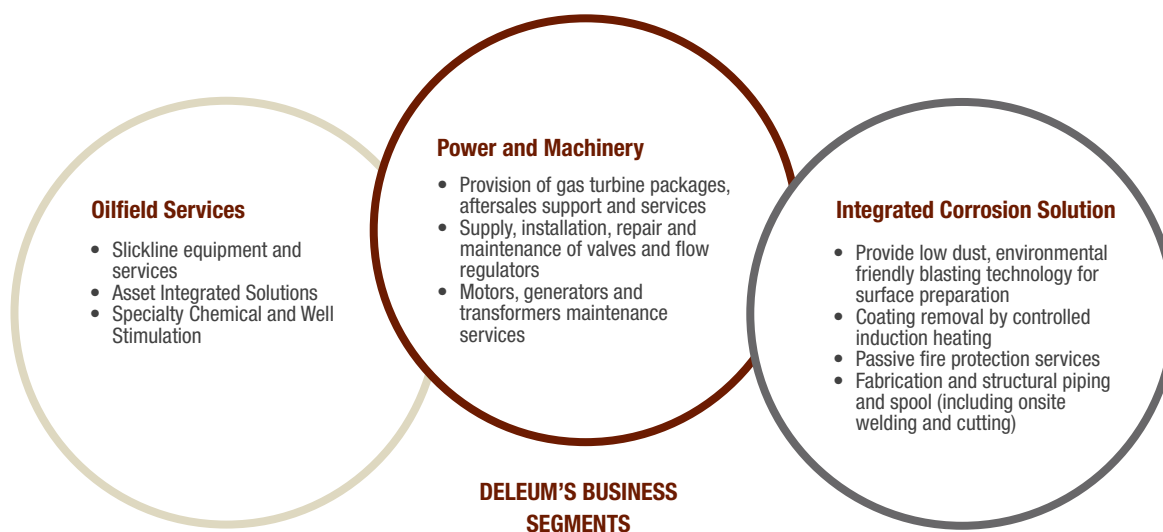 Oilfield Services
• Slickline equipment and
services
• Asset Integrated Solutions
• Specialty Chemical and Well
Stimulation
Power and Machinery
• Provision of gas turbine packages,
aftersales support and services
• Supply, installation, repair and
maintenance of valves and flow
regulators
• Motors, generators and
transformers maintenance
services
Integrated Corrosion Solution
• Provide low dust, environmental
friendly blasting technology for
surface preparation
• Coating removal by controlled
induction heating
• Passive fire protection services
• Fabrication and structural piping
and spool (including onsite
welding and cutting)
DELEUM'S BUSINESS
SEGMENTS